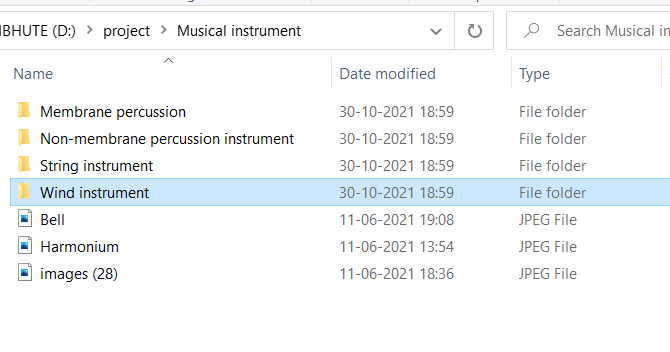 IBHUTE (D:) > project > Musical instrument Search Musical in
Name Date modified Type
Membrane percussion 30-10-2021 18:59 File folder
Non-membrane percussion instrument 30-10-2021 18:59 File folder
String instrument 30-10-2021 18:59 File folder
Wind instrument 30-10-2021 18:59 File folder
Bell 11-06-2021 19:08 JPEG File
Harmonium 11-06-2021 13:54 JPEG File
images (28) 11-06-2021 18:36 JPEG File